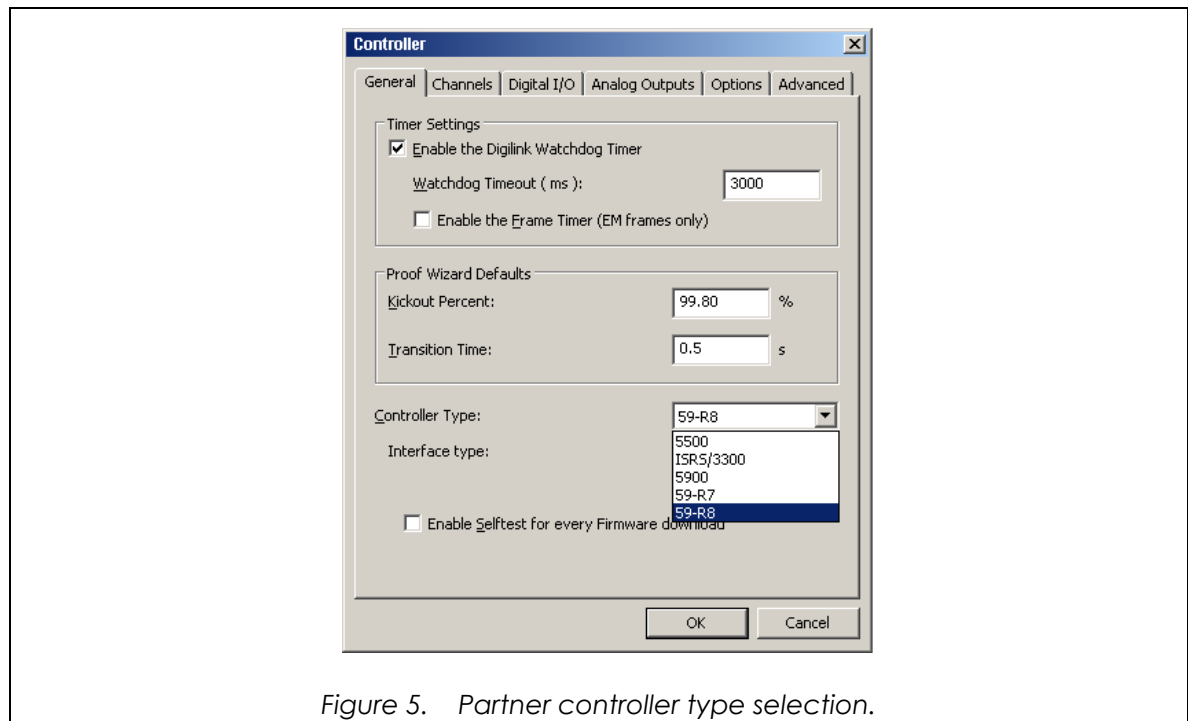 Controller
General Channels Digital I/O Analog Outputs Options Advanced
Timer Settings
Enable the Digilink Watchdog Timer
Watchdog Timeout ( ms ): 3000
Enable the Frame Timer (EM frames only)
Proof Wizard Defaults
Kickout Percent: 99.80 %
Transition Time: 0.5 s
Controller Type: 59-R8
5500
Interface type: ISRS/3300
5900
59-R7
59-R8
Enable Selftest for every Firmware download
OK Cancel
Figure 5. Partner controller type selection.